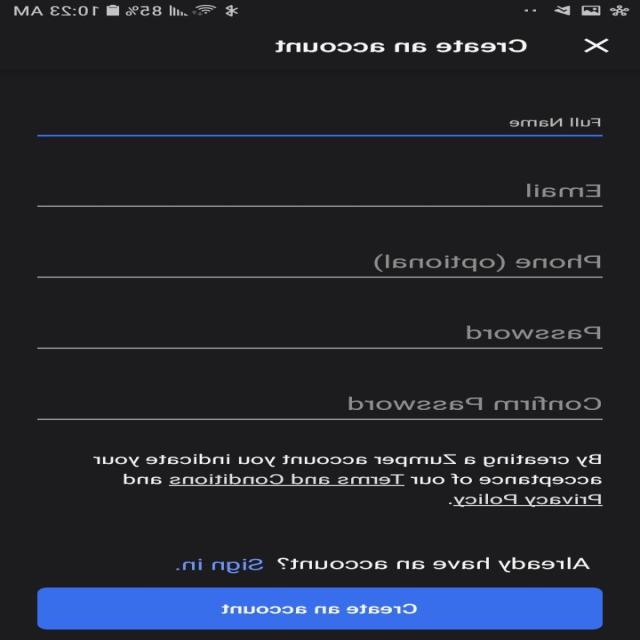 85% 10:23 AM
Create an account
Full Name
Email
Phone (optional)
Password
Confirm Password
By creating a Zumper account you indicate your
acceptance of our Terms and Conditions and
Privacy Policy.
Already have an account? Sign in.
Create an account